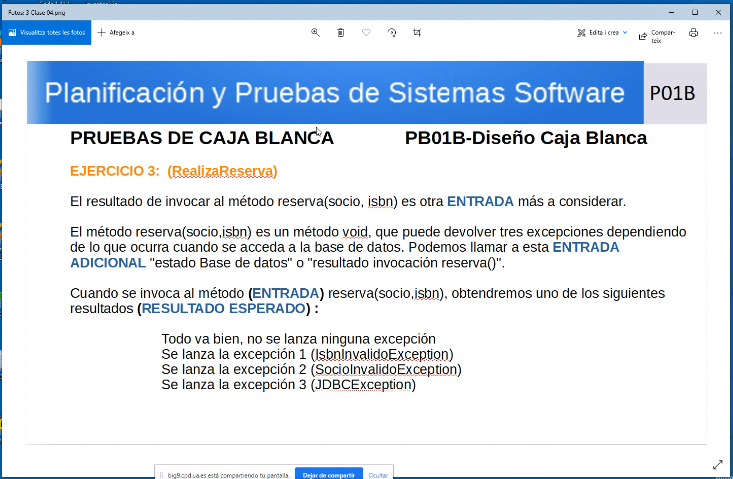 Fotos: 3 Clase 04.png
Visualitza totes les fotos
Afegeix a
Edita i crea
Compar-
teix
Planificación y Pruebas de Sistemas Software
P01B
PRUEBAS DE CAJA BLANCA PB01B-Diseño Caja Blanca
EJERCICIO 3: (RealizaReserva)
El resultado de invocar al método reserva(socio, isbn) es otra ENTRADA más a considerar.
El método reserva(socio,isbn) es un método void, que puede devolver tres excepciones dependiendo
de lo que ocurra cuando se acceda a la base de datos. Podemos llamar a esta ENTRADA
ADICIONAL "estado Base de datos" o "resultado invocación reserva()".
Cuando se invoca al método (ENTRADA) reserva(socio,isbn), obtendremos uno de los siguientes
resultados (RESULTADO ESPERADO) :
Todo va bien, no se lanza ninguna excepción
Se lanza la excepción 1 (IsbnInvalidoException)
Se lanza la excepción 2 (SocioInvalidoException)
Se lanza la excepción 3 (JDBCException)
big9.cpd.ua.es está compartiendo tu pantalla.
Dejar de compartir
Ocultar